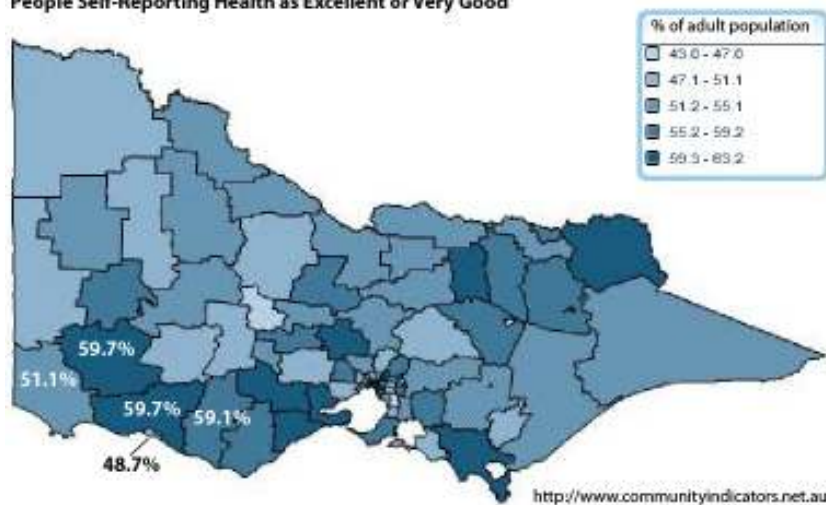 People Self-Reporting Health as Excellent or Very Good
% of adult population
43.0 - 47.0
47.1 - 51.1
51.2 - 55.1
55.2 - 59.2
59.3 - 63.2
59.7%
51.1%
59.7%
59.1%
48.7%
http://www.communityindicators.net.au